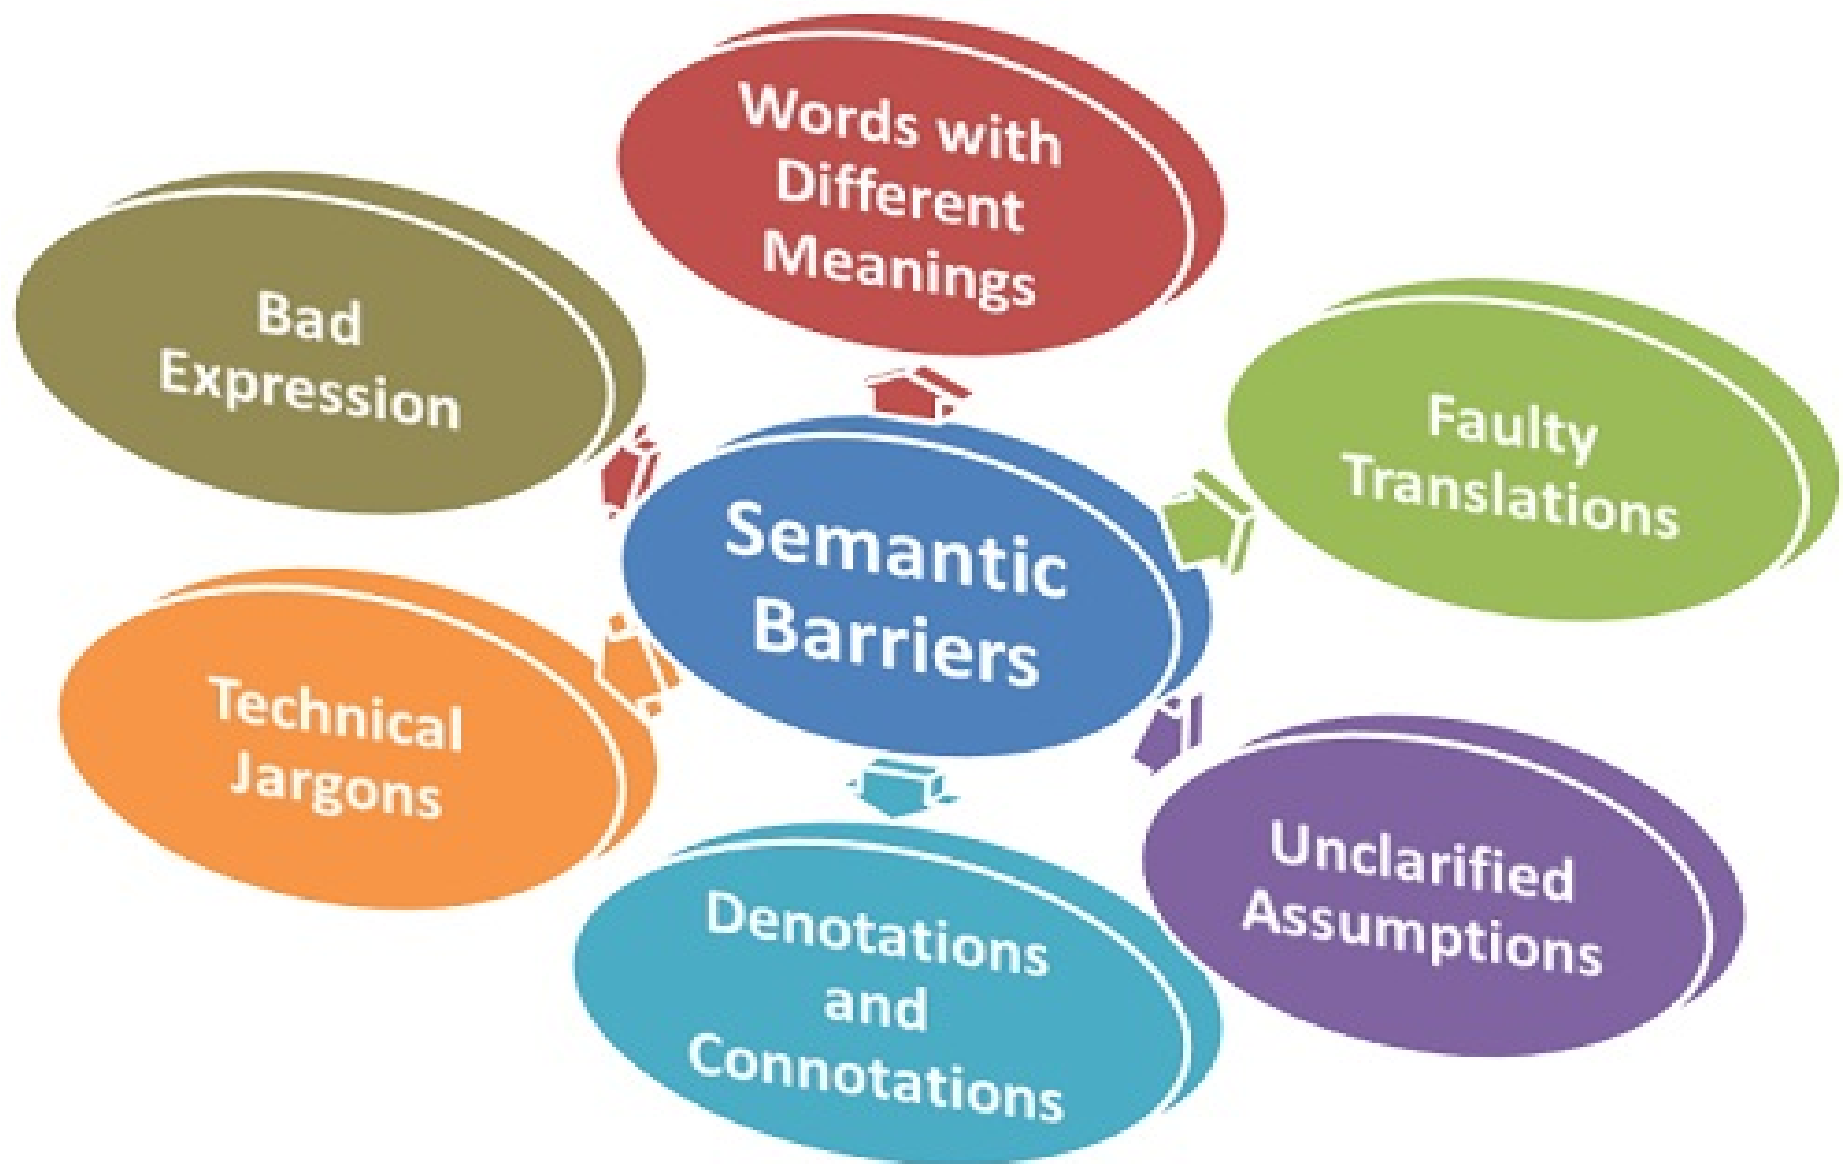 Words with
Different
Meanings
Bad
Expression
Faulty
Translations
Semantic
Barriers
Technical
Jargons
Unclarified
Assumptions
Denotations
and
Connotations